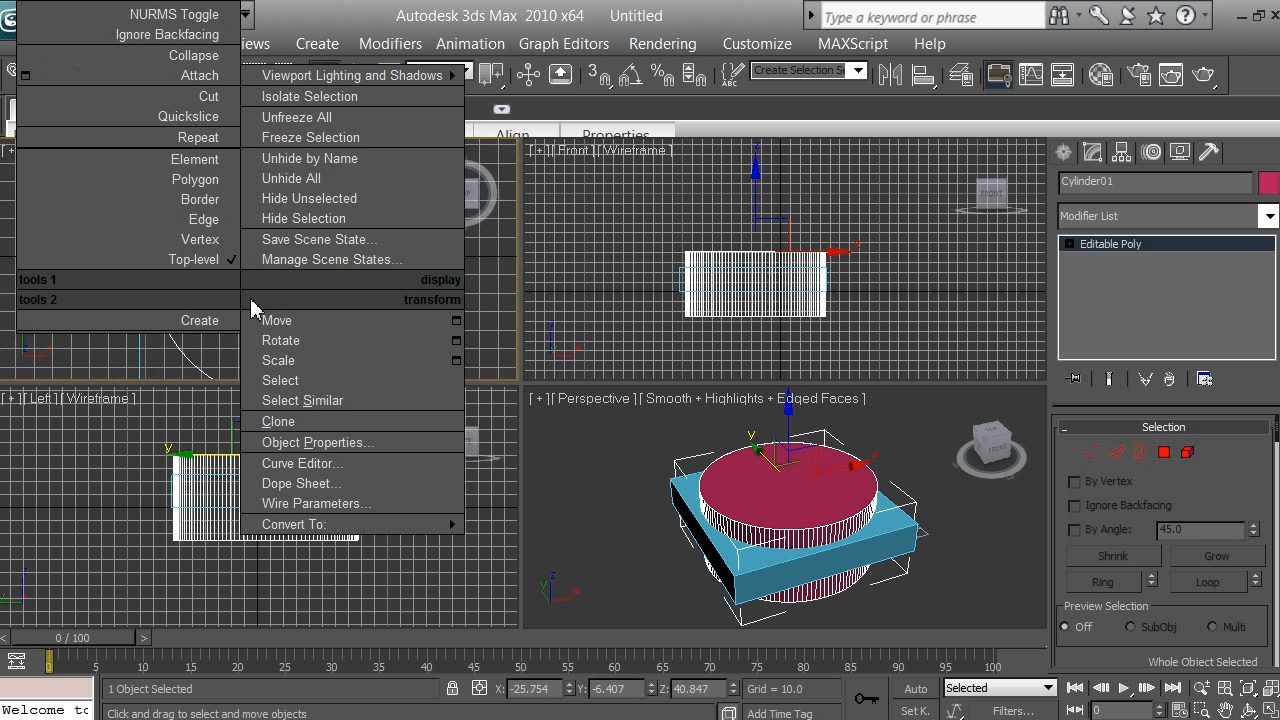 Autodesk 3ds Max 2010 x64 Untitled
Type a keyword or phrase
iews Create Modifiers Animation Graph Editors Rendering Customize MAXScript Help
NURMS Toggle
Ignore Backfacing
Collapse
Attach
Cut
Quickslice
Repeat
Element
Polygon
Border
Edge
Vertex
Top-level
tools 1
tools 2
Create
Viewport Lighting and Shadows
Isolate Selection
Unfreeze All
Freeze Selection
Unhide by Name
Unhide All
Hide Unselected
Hide Selection
Save Scene State...
Manage Scene States...
display
transform
Move
Rotate
Scale
Select
Select Similar
Clone
Object Properties...
Curve Editor...
Dope Sheet...
Wire Parameters...
Convert To:
Create Selection Se
Align Properties
[ + ] [ Front ] [ Wireframe ]
FRONT
[ + ] [ Left ] [ Wireframe ]
[ + ] [ Perspective ] [ Smooth + Highlights + Edged Faces ]
FRONT
Cylinder01
Modifier List
Editable Poly
Selection
By Vertex
Ignore Backfacing
By Angle: 45.0
Shrink Grow
Ring Loop
Preview Selection
Off SubObj Multi
Whole Object Selected
< 0 / 100 >
0 5 10 15 20 25 30 35 40 45 50 55 60 65 70 75 80 85 90 95 100
1 Object Selected X: -25.754 Y: -6.407 Z: 40.847 Grid = 10.0 Auto Selected
Welcome to Click and drag to select and move objects Add Time Tag Set K. Filters... 0